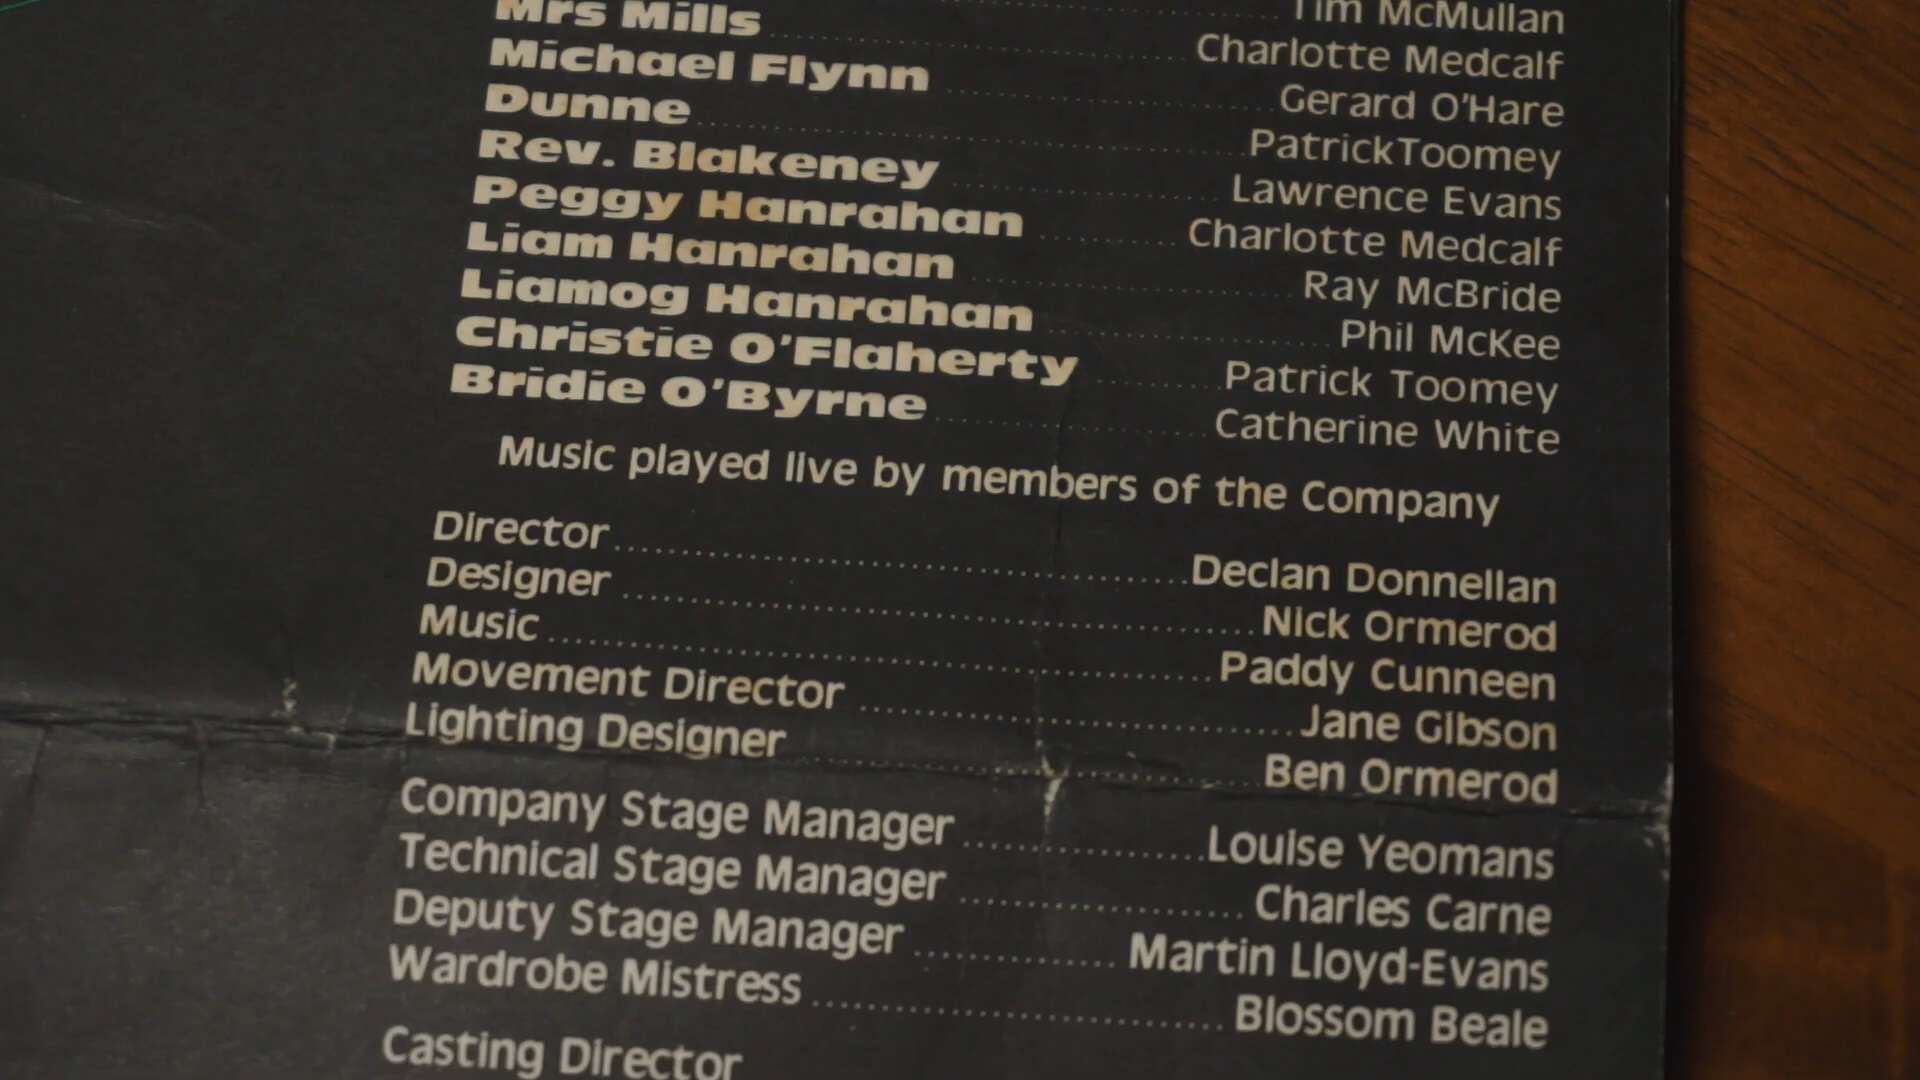 Tim McMullan
Mrs Mills Charlotte Medcalf
Michael Flynn Gerard O'Hare
Dunne Patrick Toomey
Rev. Blakeney Lawrence Evans
Peggy Hanrahan Charlotte Medcalf
Liam Hanrahan Ray McBride
Liamog Hanrahan Phil McKee
Christie O'Flaherty Patrick Toomey
Bridie O'Byrne Catherine White
Music played live by members of the Company
Director Declan Donnellan
Designer Nick Ormerod
Music Paddy Cunneen
Movement Director Jane Gibson
Lighting Designer Ben Ormerod
Company Stage Manager Louise Yeomans
Technical Stage Manager Charles Carne
Deputy Stage Manager Martin Lloyd-Evans
Wardrobe Mistress Blossom Beale
Casting Director